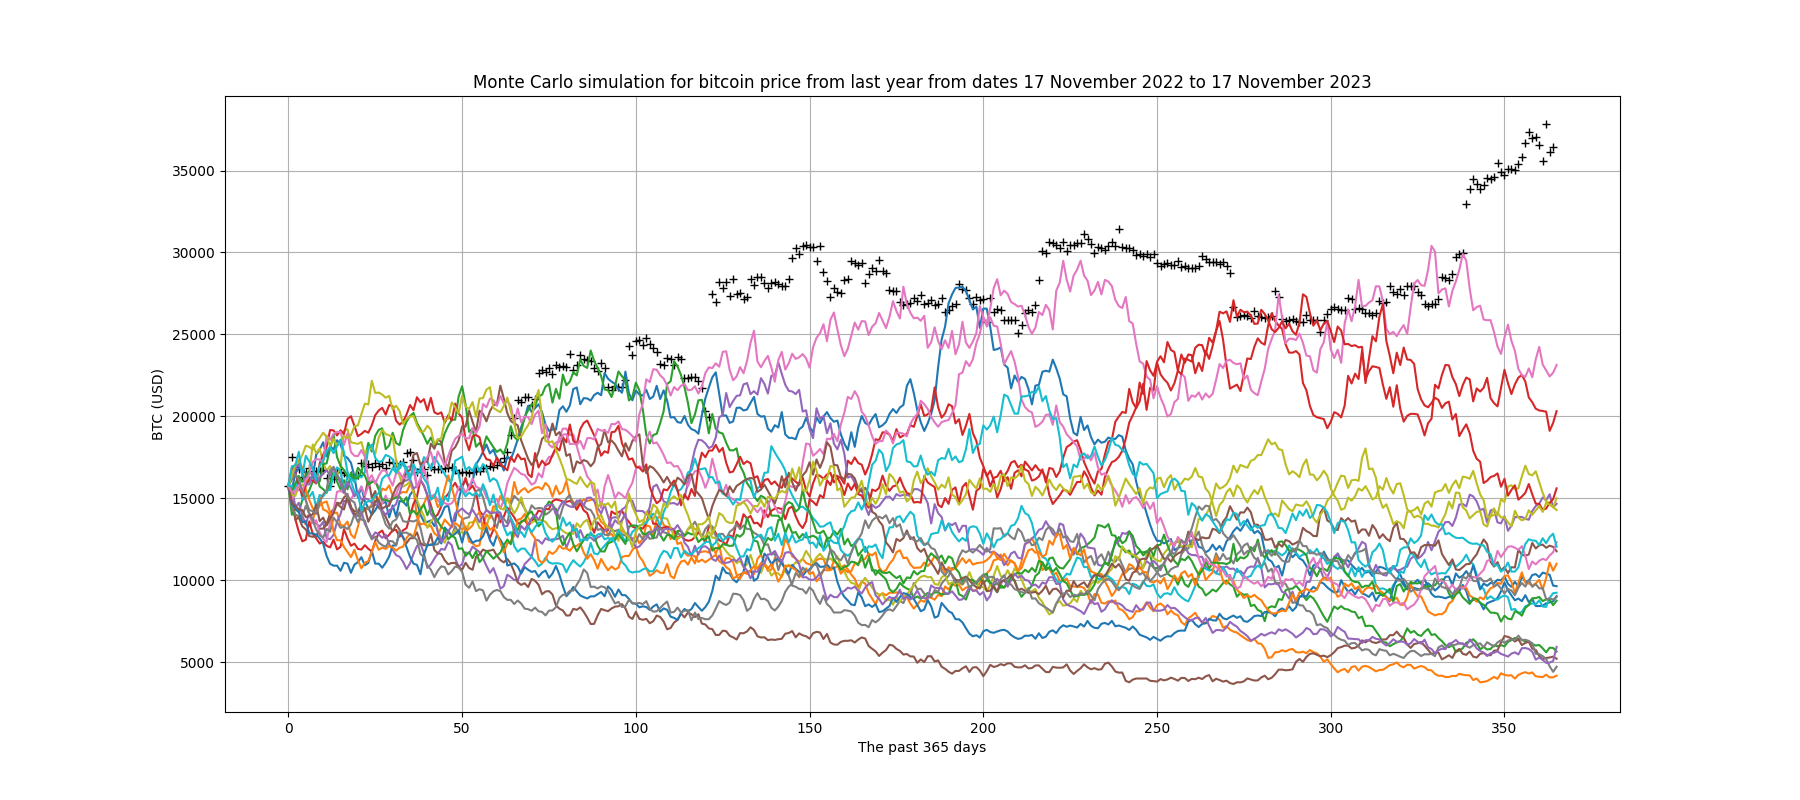 Monte Carlo simulation for bitcoin price from last year from dates 17 November 2022 to 17 November 2023
BTC (USD)
35000
30000
25000
20000
15000
10000
5000
0 50 100 150 200 250 300 350
The past 365 days